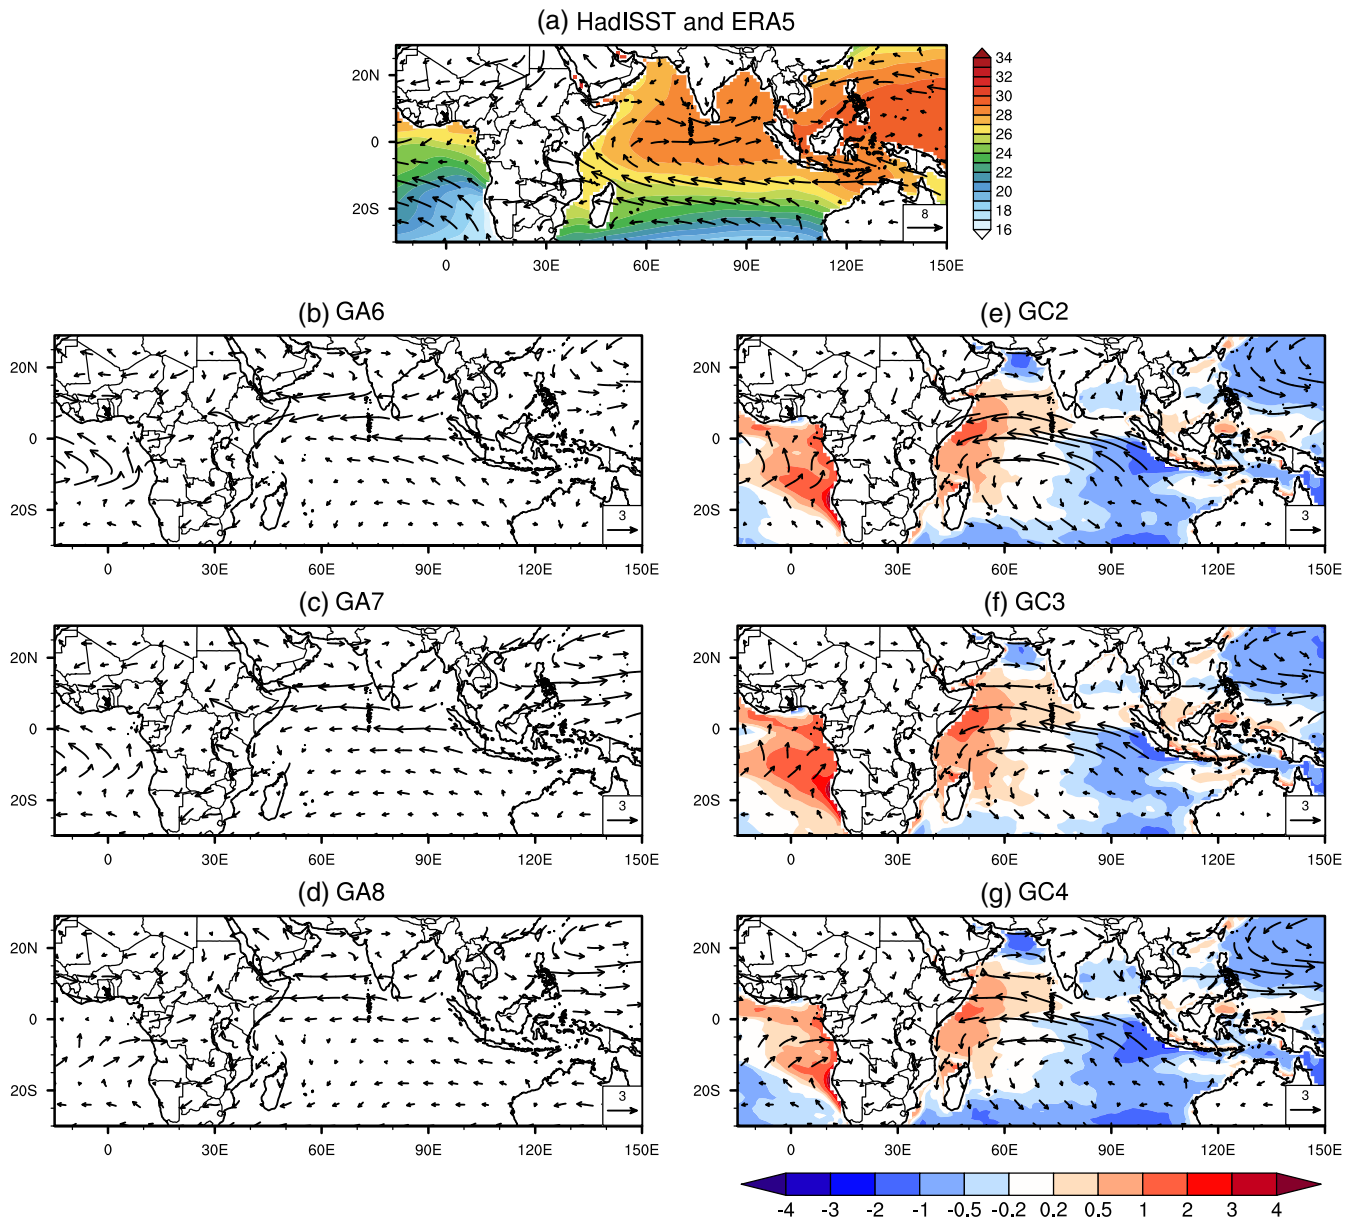 (a) HadISST and ERA5
20N
0
20S
8
0 30E 60E 90E 120E 150E
34
32
30
28
26
24
22
20
18
16
(b) GA6
20N
0
20S
3
0 30E 60E 90E 120E 150E
(e) GC2
20N
0
20S
3
0 30E 60E 90E 120E 150E
(c) GA7
20N
0
20S
3
0 30E 60E 90E 120E 150E
(f) GC3
20N
0
20S
3
0 30E 60E 90E 120E 150E
(d) GA8
20N
0
20S
3
0 30E 60E 90E 120E 150E
(g) GC4
20N
0
20S
3
0 30E 60E 90E 120E 150E
-4 -3 -2 -1 -0.5 -0.2 0.2 0.5 1 2 3 4